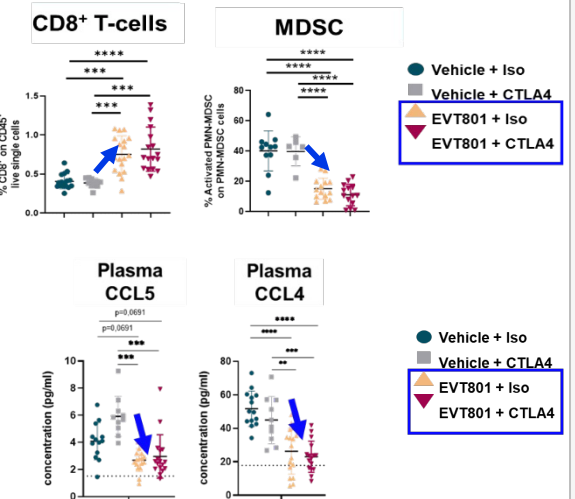 CD8⁺ T-cells
****
***
***
***
% CD8⁺ on CD45⁺
live single cells
1.5
1.0
0.5
0.0
MDSC
****
****
****
****
% Activated PMN-MDSC
on PMN-MDSC cells
80
60
40
20
0
Vehicle + Iso
Vehicle + CTLA4
EVT801 + Iso
EVT801 + CTLA4
Plasma
CCL5
p=0,0691
p=0,0691
***
***
concentration (pg/ml)
10
8
6
4
2
0
Plasma
CCL4
****
****
***
**
concentration (pg/ml)
80
60
40
20
0
Vehicle + Iso
Vehicle + CTLA4
EVT801 + Iso
EVT801 + CTLA4